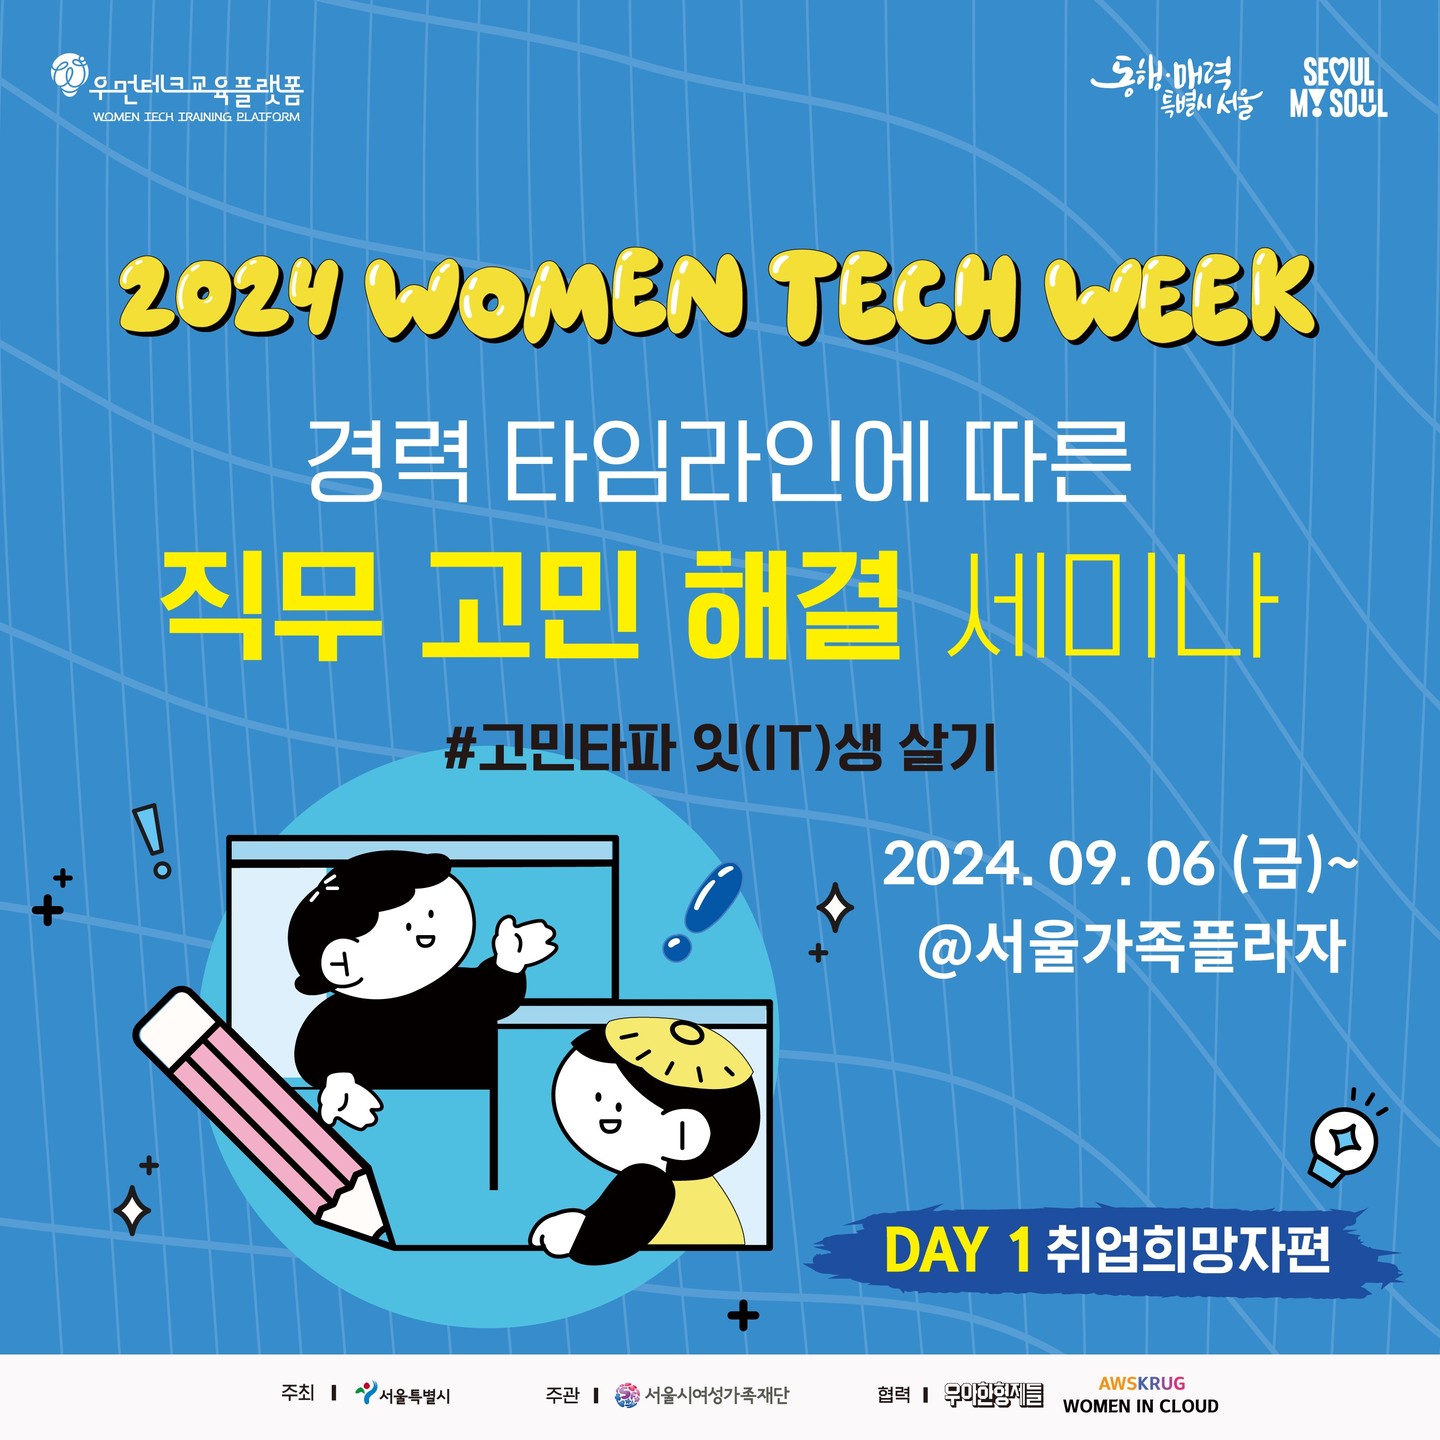 우먼테크교육플랫폼
WOMEN TECH TRAINING PLATFORM
동행·매력
특별시 서울
SEOUL
MY SOUL
2024 WOMEN TECH WEEK
경력 타임라인에 따른
직무 고민 해결 세미나
#고민타파 잇(IT)생 살기
2024. 09. 06 (금)~
@서울가족플라자
DAY 1 취업희망자편
주최 | 서울특별시
주관 | 서울시여성가족재단
협력 | 우아한형제들
AWSKRUG
WOMEN IN CLOUD